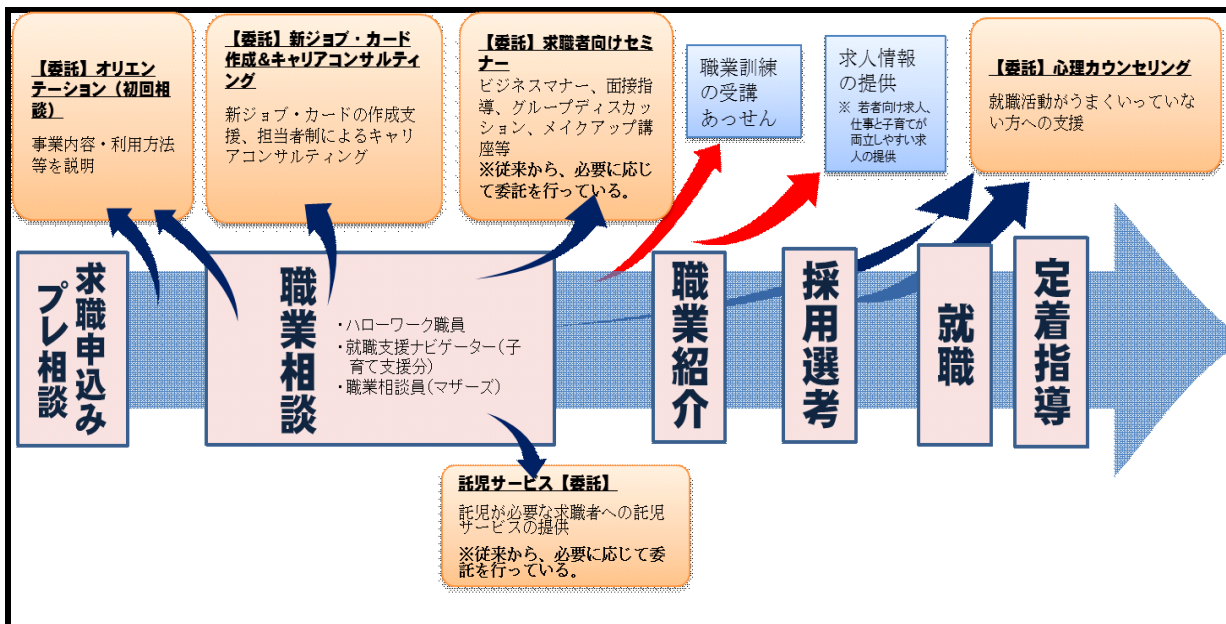 【委託】オリエン
テーション（初回相
談）
事業内容・利用方法
等を説明
【委託】新ジョブ・カード
作成&キャリアコンサルティ
ング
新ジョブ・カードの作成支
援、担当者制によるキャリ
アコンサルティング
【委託】求職者向けセミ
ナー
ビジネスマナー、面接指
導、グループディスカッ
ション、メイクアップ講
座等
※従来から、必要に応じ
て委託を行っている。
職業訓練
の受講
あっせん
求人情報
の提供
※ 若者向け求人、
仕事と子育てが
両立しやすい求
人の提供
【委託】心理カウンセリング
就職活動がうまくいっていな
い方への支援
求職申込み
プレ相談
職業相談
・ハローワーク職員
・就職支援ナビゲーター（子
育て支援分）
・職業相談員（マザーズ）
職業紹介
採用選考
就職
定着指導
託児サービス【委託】
託児が必要な求職者への託児
サービスの提供
※従来から、必要に応じて委
託を行っている。